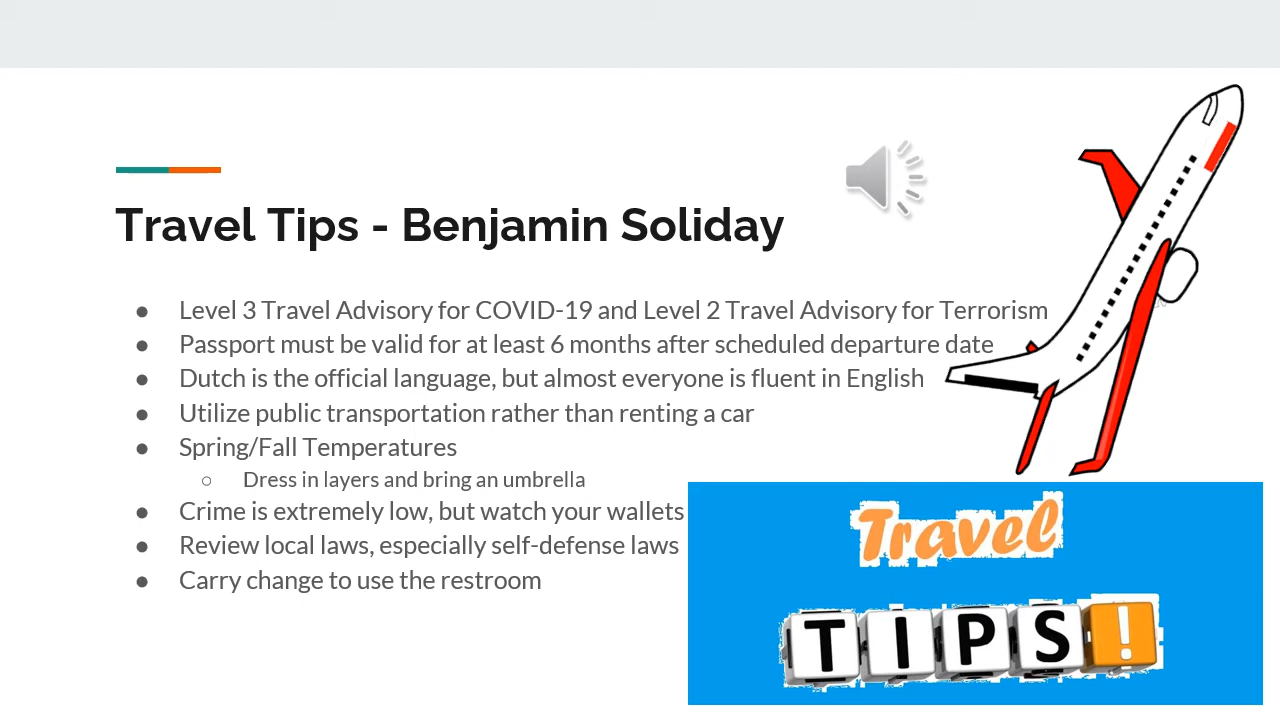 Travel Tips - Benjamin Soliday
● Level 3 Travel Advisory for COVID-19 and Level 2 Travel Advisory for Terrorism
● Passport must be valid for at least 6 months after scheduled departure date
● Dutch is the official language, but almost everyone is fluent in English
● Utilize public transportation rather than renting a car
● Spring/Fall Temperatures
○ Dress in layers and bring an umbrella
● Crime is extremely low, but watch your wallets
● Review local laws, especially self-defense laws
● Carry change to use the restroom
Travel
TIPS!